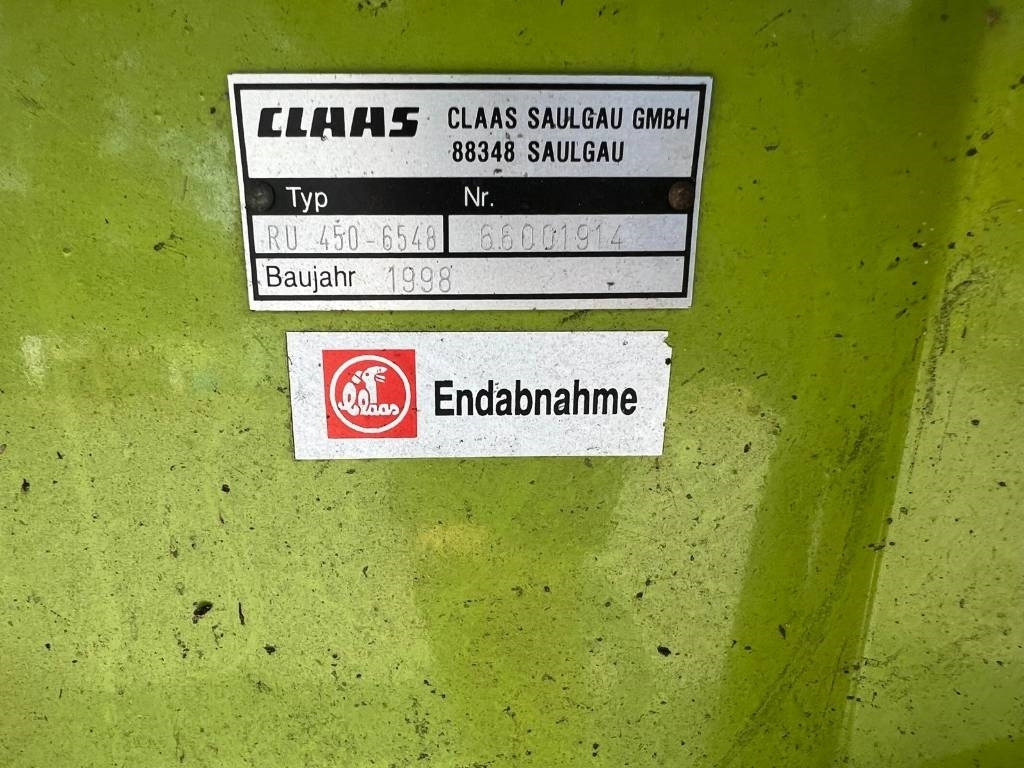 CLAAS CLAAS SAULGAU GMBH
88348 SAULGAU
Typ Nr.
RU 450-6548 66001914
Baujahr 1998
Claas Endabnahme